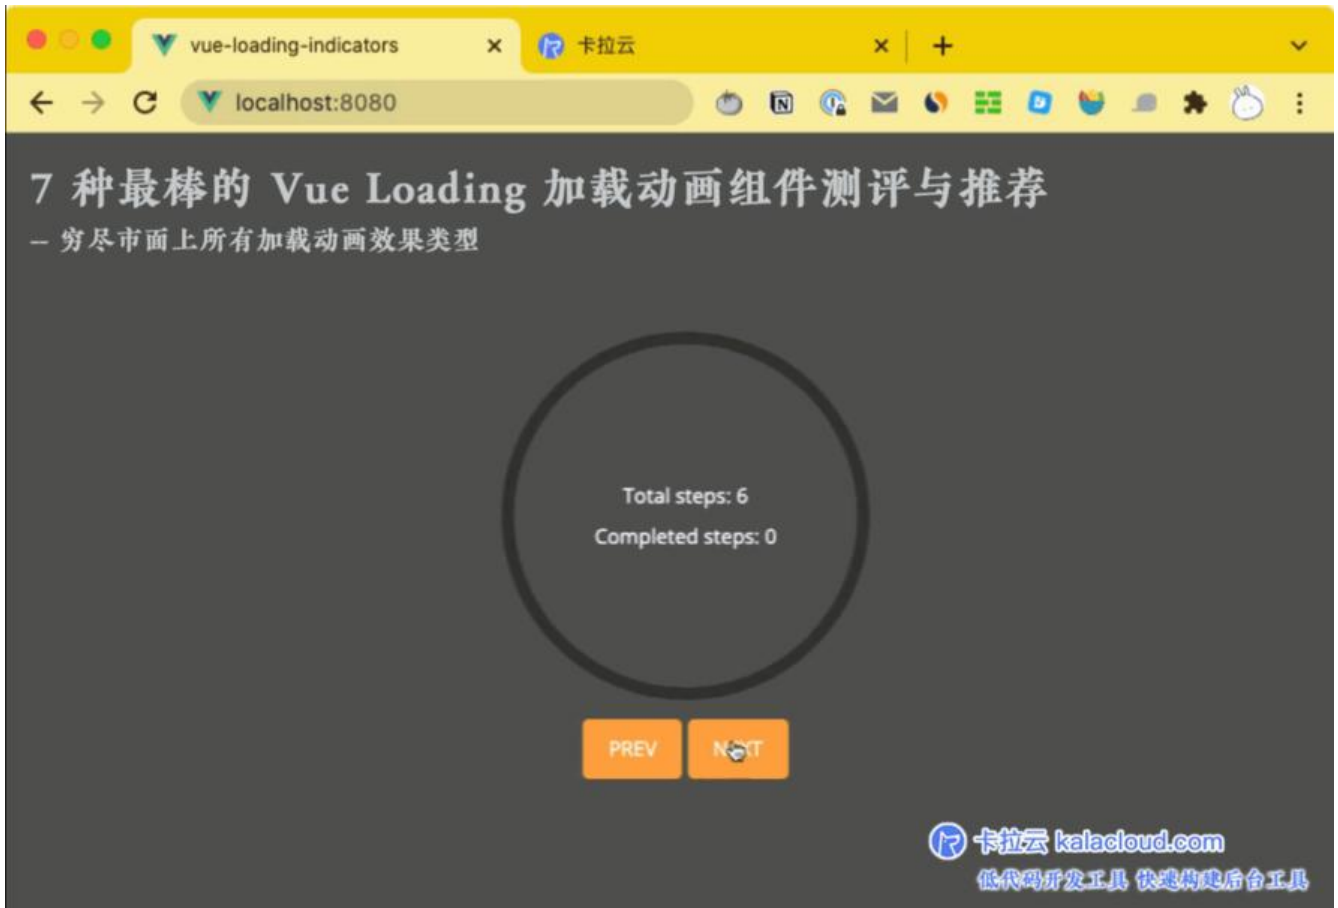 vue-loading-indicators
卡拉云
localhost:8080
7 种最棒的 Vue Loading 加载动画组件测评与推荐
– 穷尽市面上所有加载动画效果类型
Total steps: 6
Completed steps: 0
PREV
NEXT
卡拉云 kalacloud.com
低代码开发工具 快速构建后台工具